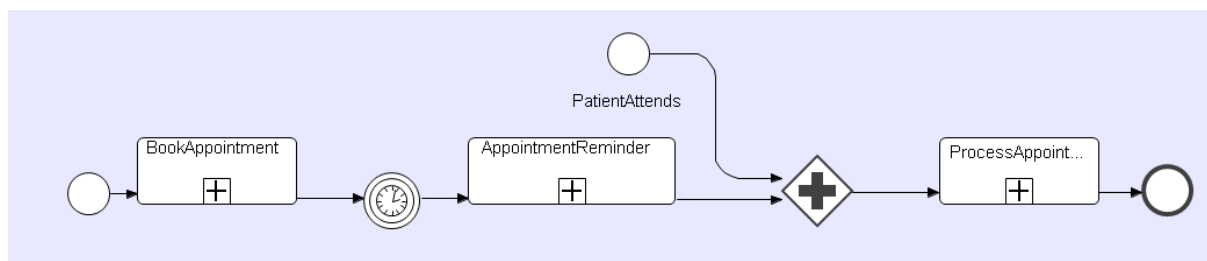 PatientAttends
BookAppointment
AppointmentReminder
ProcessAppoint...